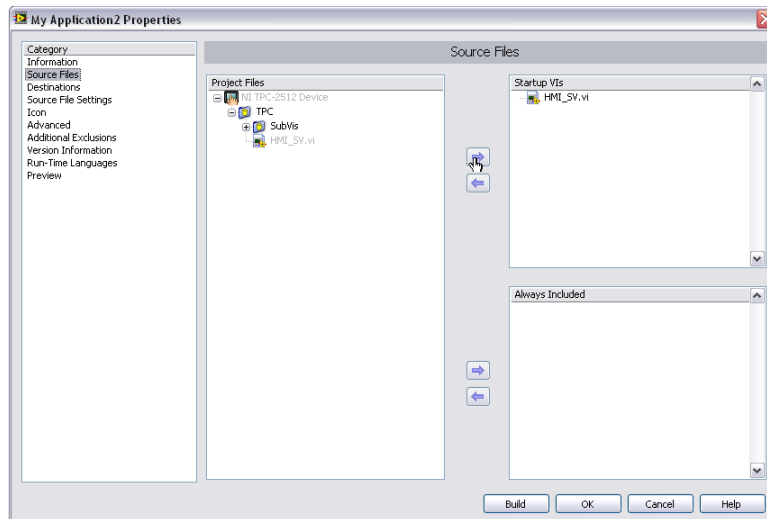 My Application2 Properties
Category
Information
Source Files
Destinations
Source File Settings
Icon
Advanced
Additional Exclusions
Version Information
Run-Time Languages
Preview
Source Files
Project Files
NI TPC-2512 Device
TPC
SubVis
HMI_SV.vi
Startup VIs
HMI_SV.vi
Always Included
Build
OK
Cancel
Help